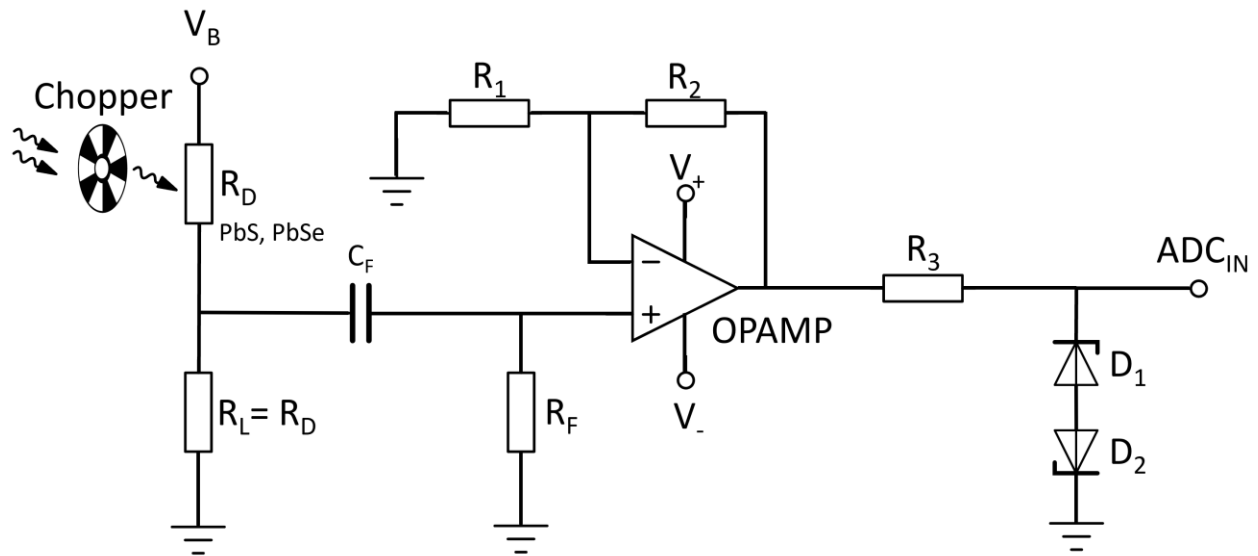 V_B
Chopper
R_D
PbS, PbSe
R_L= R_D
C_F
R_F
R_1
R_2
V_+
−
+
OPAMP
V_-
R_3
ADC_IN
D_1
D_2